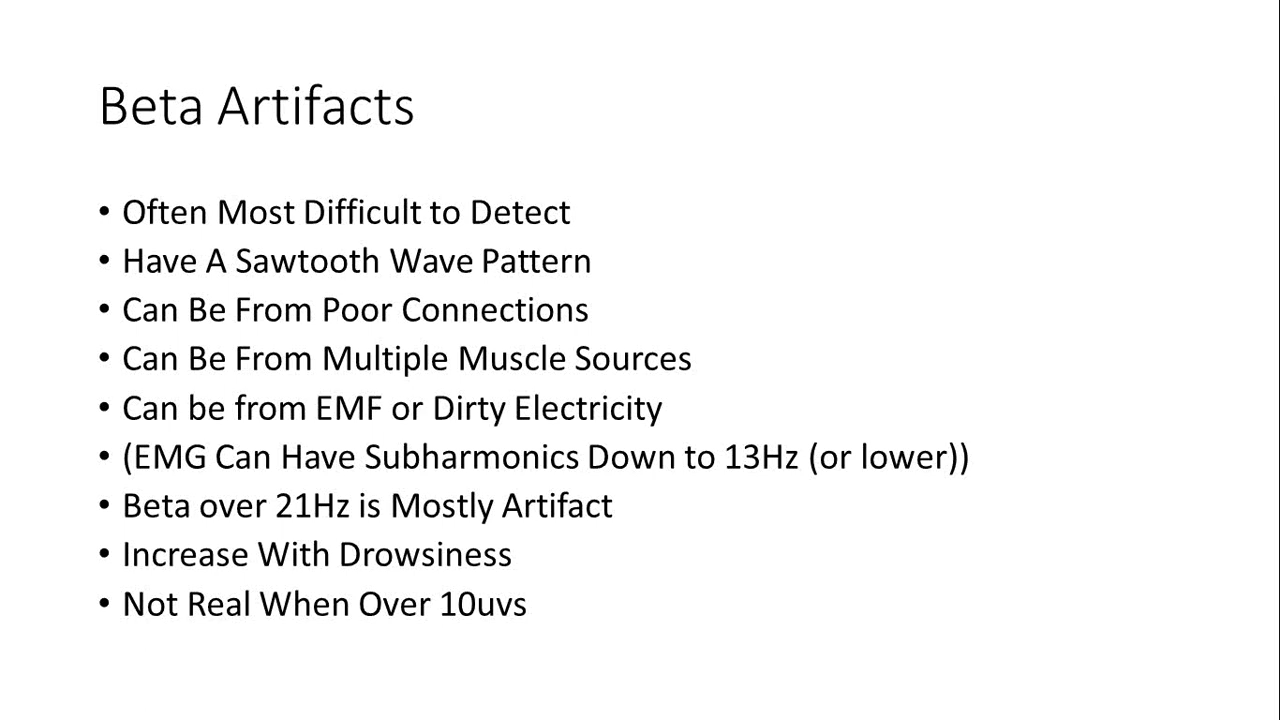 Beta Artifacts
• Often Most Difficult to Detect
• Have A Sawtooth Wave Pattern
• Can Be From Poor Connections
• Can Be From Multiple Muscle Sources
• Can be from EMF or Dirty Electricity
• (EMG Can Have Subharmonics Down to 13Hz (or lower))
• Beta over 21Hz is Mostly Artifact
• Increase With Drowsiness
• Not Real When Over 10uvs